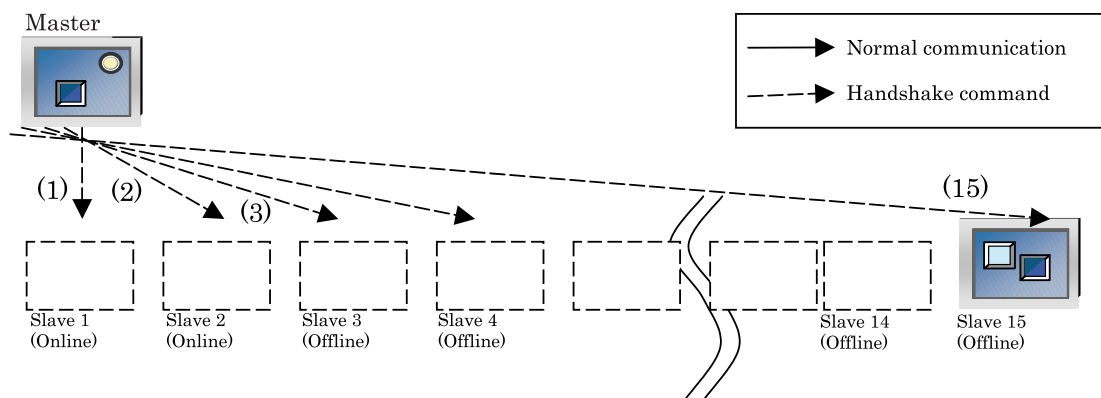 Master
Normal communication
Handshake command
(1)
(2)
(3)
(15)
Slave 1
(Online)
Slave 2
(Online)
Slave 3
(Offline)
Slave 4
(Offline)
Slave 14
(Offline)
Slave 15
(Offline)